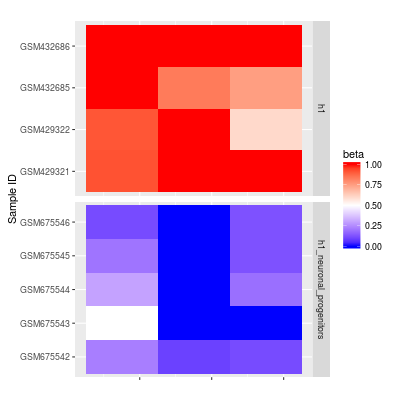 GSM432686
GSM432685
GSM429322
GSM429321
h1
GSM675546
GSM675545
GSM675544
GSM675543
GSM675542
h1_neuronal_progenitors
Sample ID
beta
1.00
0.75
0.50
0.25
0.00